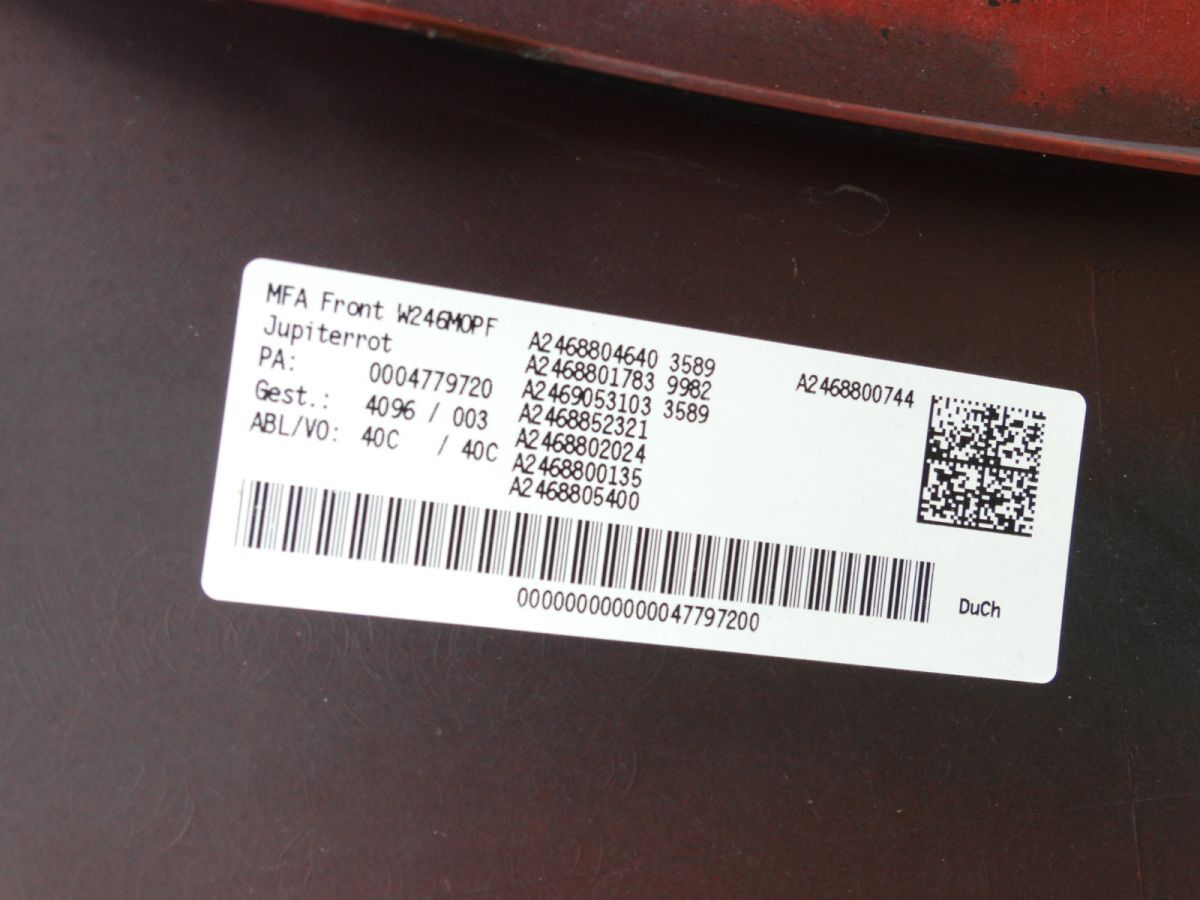 MFA Front W246MOPF
Jupiterrot
PA: 0004779720
Gest.: 4096 / 003
ABL/VO: 40C / 40C
A2468804640 3589
A2468801783 9982
A2469053103 3589
A2468852321
A2468802024
A2468800135
A2468805400
A2468800744
000000000000047797200
DuCh